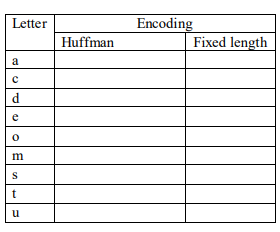 Letter Encoding
Huffman Fixed length
a
c
d
e
o
m
s
t
u